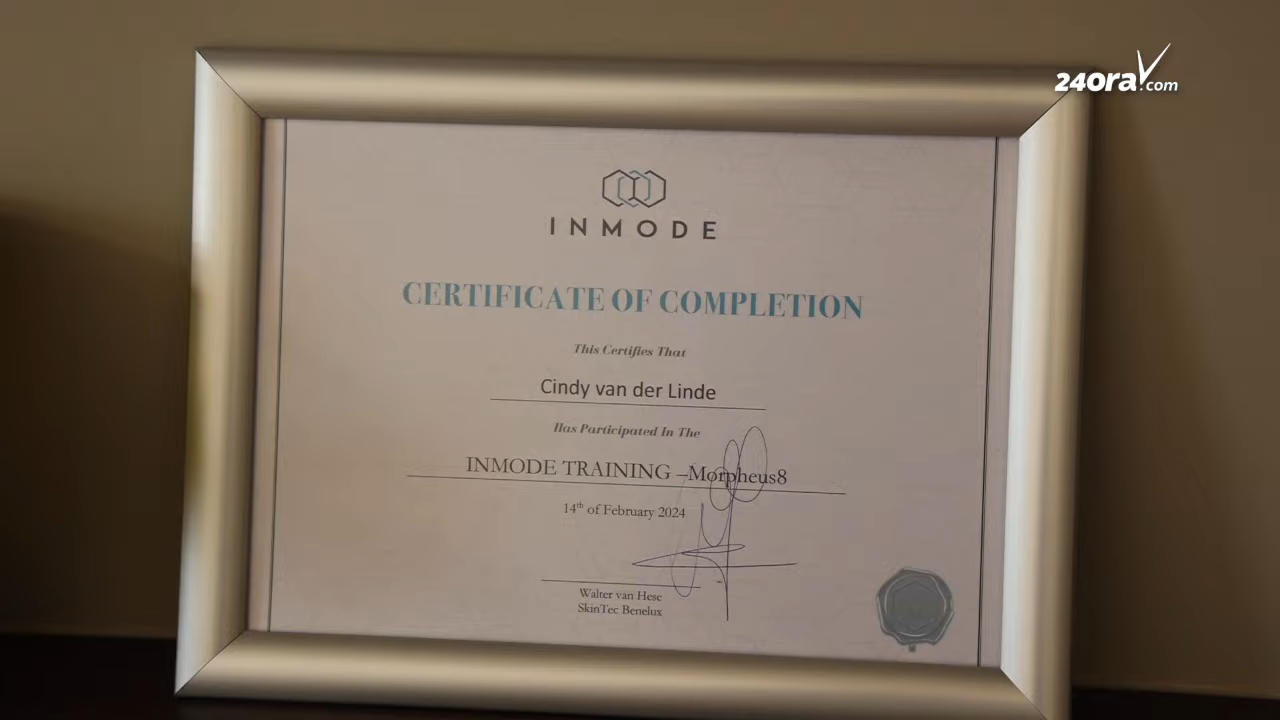 24ora.com
INMODE
CERTIFICATE OF COMPLETION
This Certifies That
Cindy van der Linde
Has Participated In The
INMODE TRAINING –Morpheus8
14th of February 2024
Walter van Hese
SkinTec Benelux